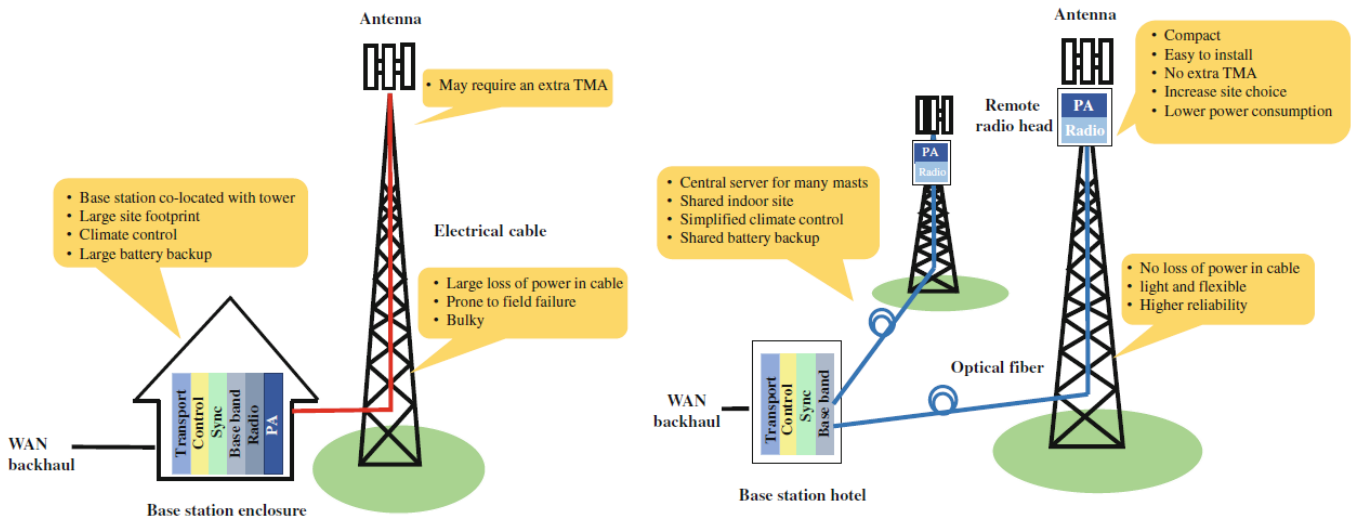 Antenna
• May require an extra TMA
• Base station co-located with tower
• Large site footprint
• Climate control
• Large battery backup
Electrical cable
• Large loss of power in cable
• Prone to field failure
• Bulky
Transport
Control
Sync
Base band
Radio
PA
WAN
backhaul
Base station enclosure
Antenna
• Compact
• Easy to install
• No extra TMA
• Increase site choice
• Lower power consumption
Remote
radio head
PA
Radio
PA
Radio
• Central server for many masts
• Shared indoor site
• Simplified climate control
• Shared battery backup
• No loss of power in cable
• light and flexible
• Higher reliability
Optical fiber
Transport
Control
Sync
Base band
WAN
backhaul
Base station hotel